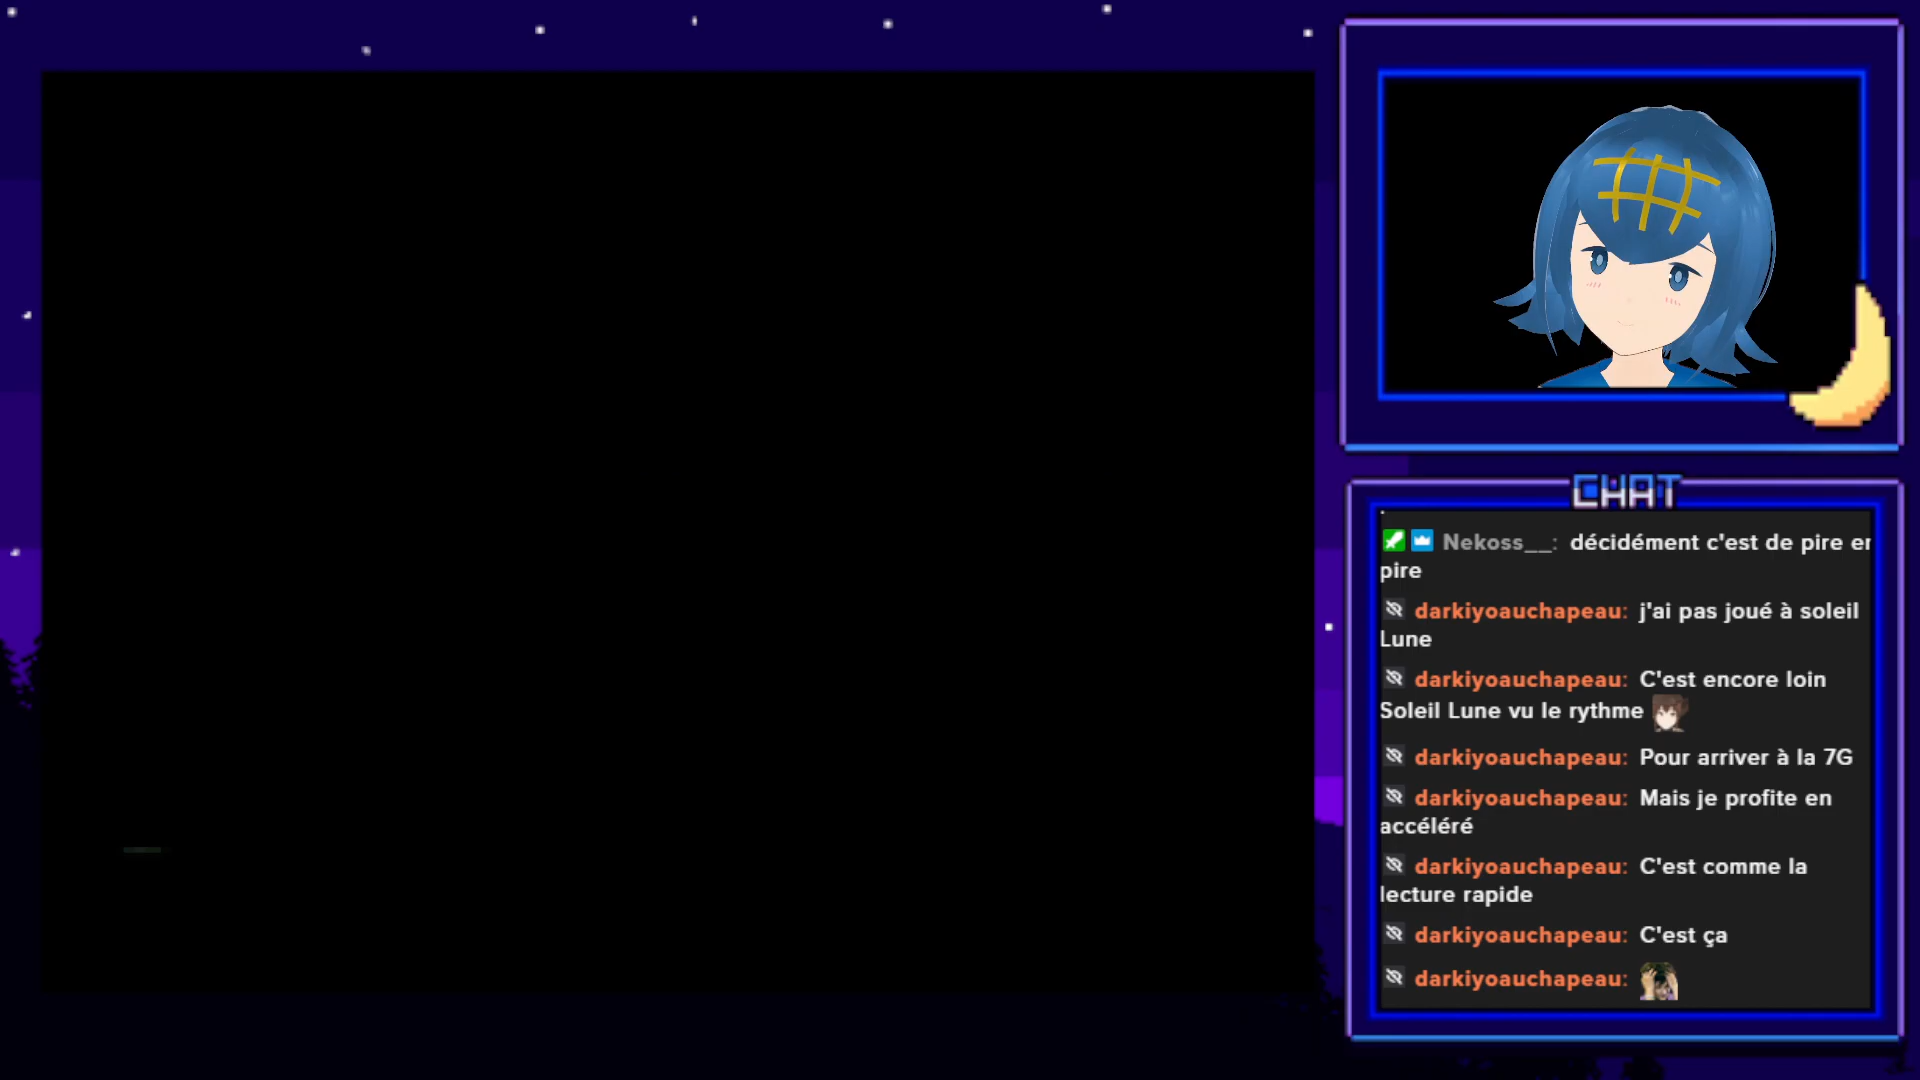 CHAT
Nekoss__: décidément c'est de pire en
pire
darkiyoauchapeau: j'ai pas joué à soleil
Lune
darkiyoauchapeau: C'est encore loin
Soleil Lune vu le rythme
darkiyoauchapeau: Pour arriver à la 7G
darkiyoauchapeau: Mais je profite en
accéléré
darkiyoauchapeau: C'est comme la
lecture rapide
darkiyoauchapeau: C'est ça
darkiyoauchapeau: